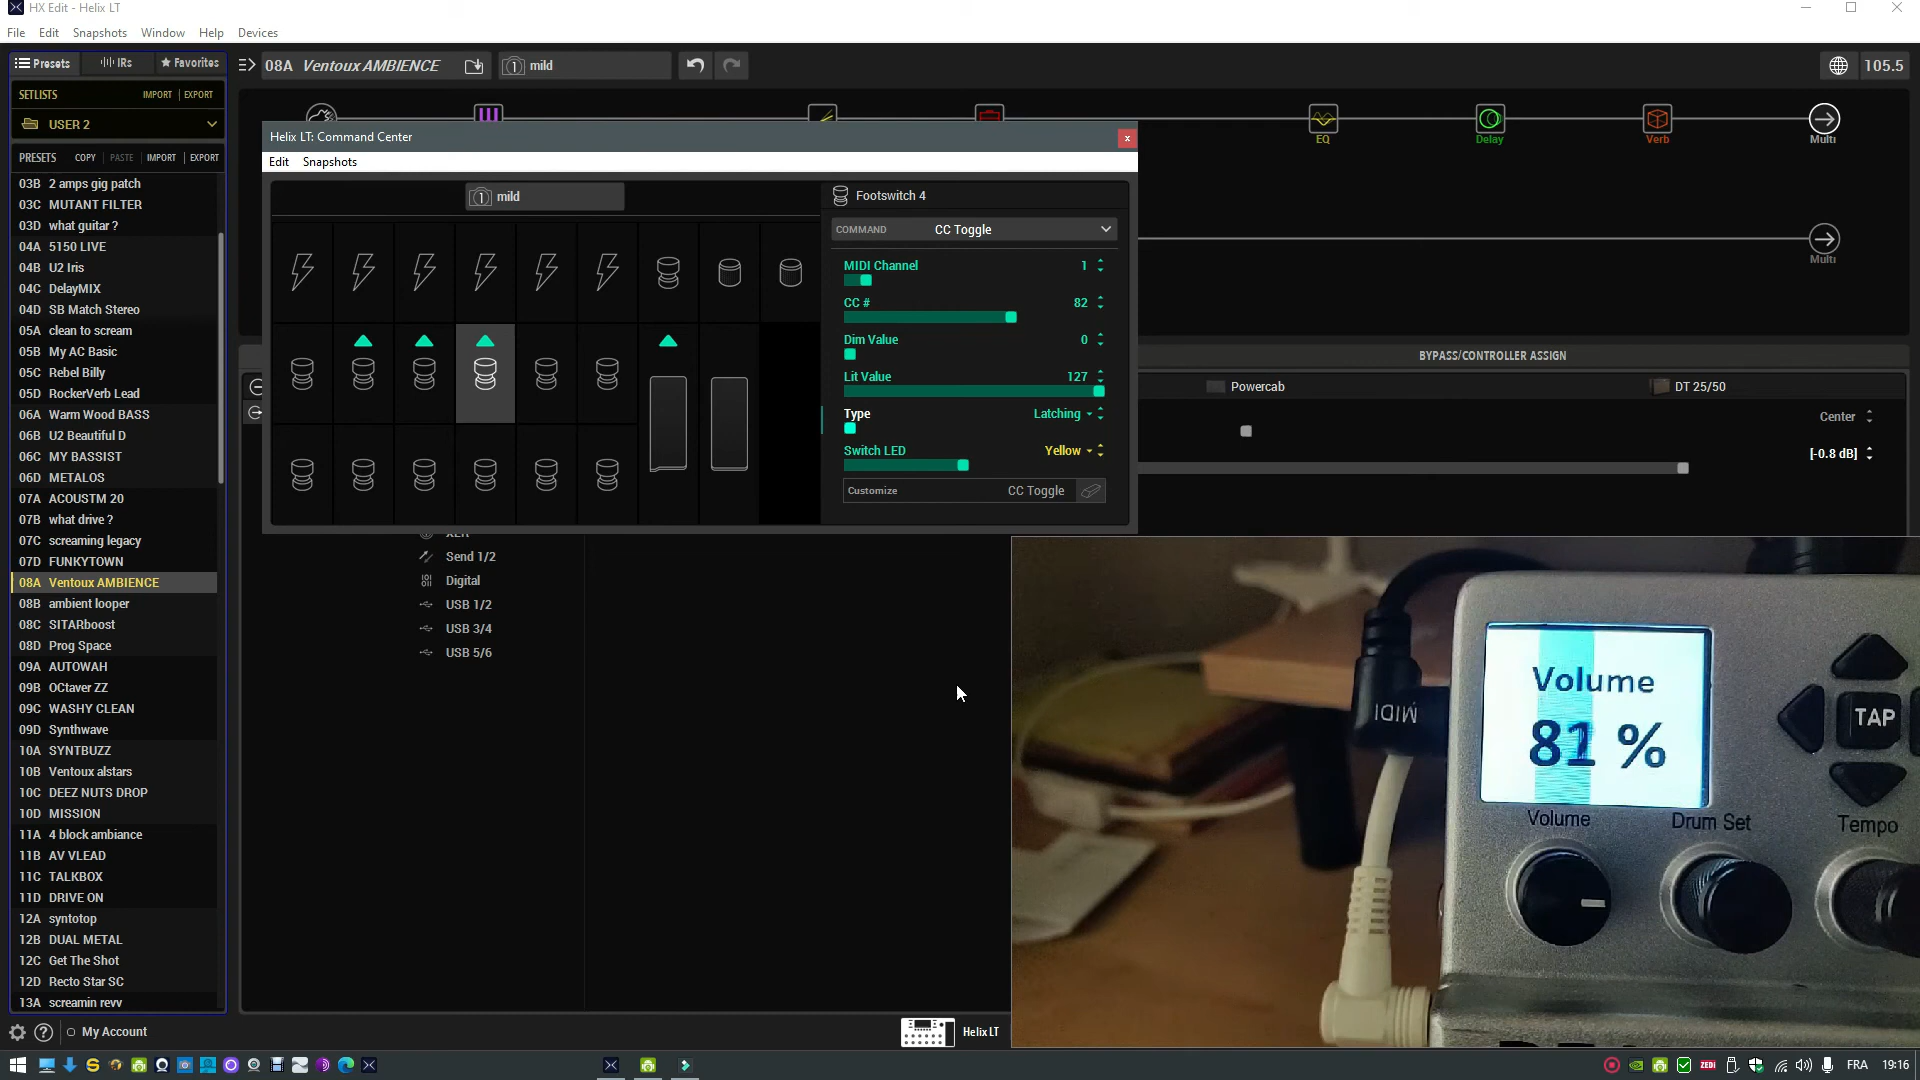 HX Edit - Helix LT
File Edit Snapshots Window Help Devices
Presets IRs Favorites
08A Ventoux AMBIENCE
1 mild
105.5
SETLISTS IMPORT | EXPORT
USER 2
PRESETS COPY PASTE IMPORT EXPORT
03B 2 amps gig patch
03C MUTANT FILTER
03D what guitar ?
04A 5150 LIVE
04B U2 Iris
04C DelayMIX
04D SB Match Stereo
05A clean to scream
05B My AC Basic
05C Rebel Billy
05D RockerVerb Lead
06A Warm Wood BASS
06B U2 Beautiful D
06C MY BASSIST
06D METALOS
07A ACOUSTM 20
07B what drive ?
07C screaming legacy
07D FUNKYTOWN
08A Ventoux AMBIENCE
08B ambient looper
08C SITARboost
08D Prog Space
09A AUTOWAH
09B OCtaver ZZ
09C WASHY CLEAN
09D Synthwave
10A SYNTBUZZ
10B Ventoux alstars
10C DEEZ NUTS DROP
10D MISSION
11A 4 block ambiance
11B AV VLEAD
11C TALKBOX
11D DRIVE ON
12A syntotop
12B DUAL METAL
12C Get The Shot
12D Recto Star SC
13A screamin revv
My Account
EQ
Delay
Verb
Multi
Multi
Helix LT: Command Center
x
Edit Snapshots
1 mild
Footswitch 4
COMMAND CC Toggle
MIDI Channel 1
CC # 82
Dim Value 0
Lit Value 127
Type Latching
Switch LED Yellow
Customize CC Toggle
BYPASS/CONTROLLER ASSIGN
Powercab
DT 25/50
Center
[-0.8 dB]
XLR
Send 1/2
Digital
USB 1/2
USB 3/4
USB 5/6
Helix LT
MIDI
Volume
81 %
TAP
Volume
Drum Set
Tempo
ZEDI
FRA
19:16